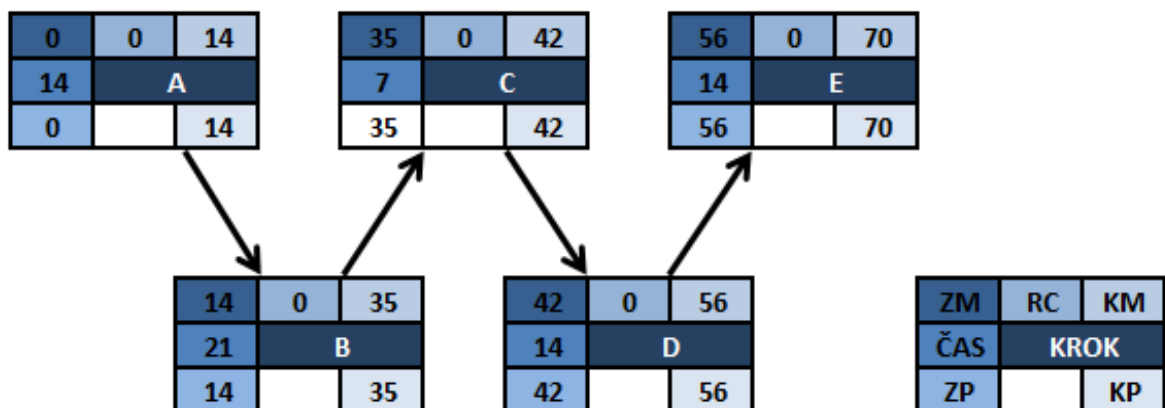 0 0 14
14 A
0 14
35 0 42
7 C
35 42
56 0 70
14 E
56 70
14 0 35
21 B
14 35
42 0 56
14 D
42 56
ZM RC KM
ČAS KROK
ZP KP